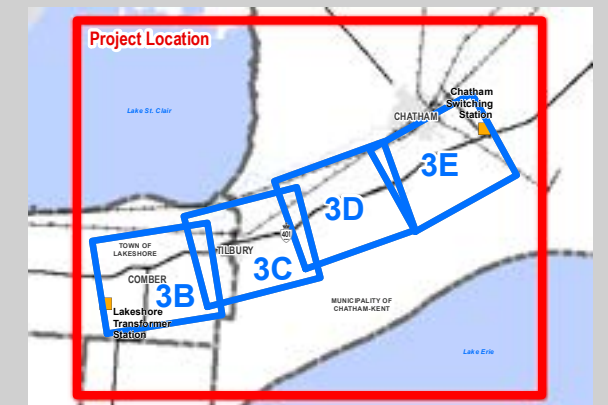 Project Location
Lake St. Clair
Chatham
Switching
Station
CHATHAM
3E
3D
401
TOWN OF
LAKESHORE
TILBURY
3C
COMBER
3B
MUNICIPALITY OF
CHATHAM-KENT
Lakeshore
Transformer
Station
Lake Erie